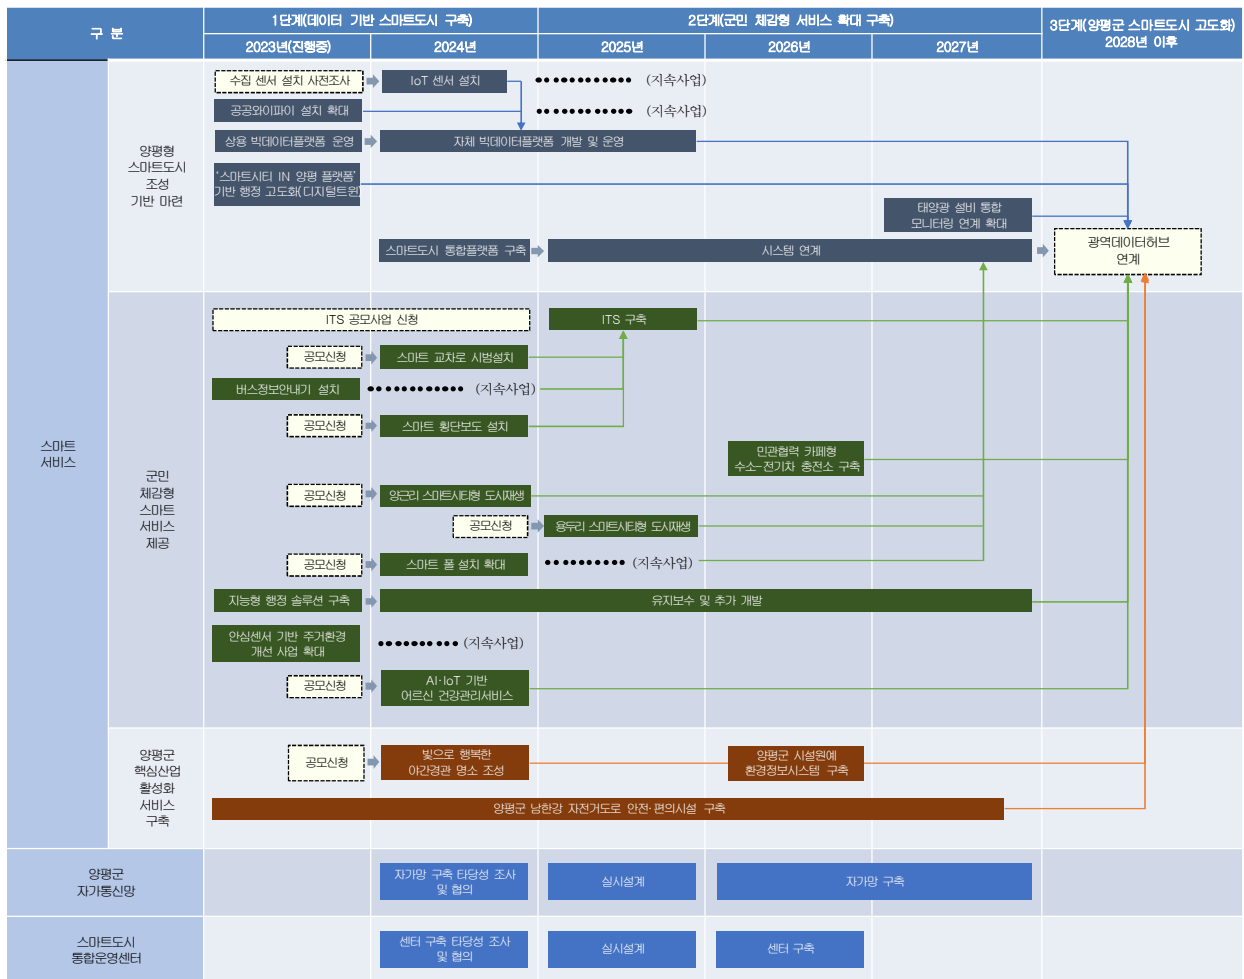 구 분
1단계(데이터 기반 스마트도시 구축)
2단계(군민 체감형 서비스 확대 구축)
3단계(양평군 스마트도시 고도화)
2028년 이후
2023년(진행중)
2024년
2025년
2026년
2027년
스마트
서비스
양평형
스마트도시
조성
기반 마련
수집 센서 설치 사전조사
IoT 센서 설치
(지속사업)
공공와이파이 설치 확대
(지속사업)
상용 빅데이터플랫폼 운영
자체 빅데이터플랫폼 개발 및 운영
‘스마트시티 IN 양평 플랫폼’
기반 행정 고도화(디지털트윈)
태양광 설비 통합
모니터링 연계 확대
스마트도시 통합플랫폼 구축
시스템 연계
광역데이터허브
연계
군민
체감형
스마트
서비스
제공
ITS 공모사업 신청
ITS 구축
공모신청
스마트 교차로 시범설치
버스정보안내기 설치
(지속사업)
공모신청
스마트 횡단보도 설치
민관협력 카페형
수소-전기차 충전소 구축
공모신청
양근리 스마트시티형 도시재생
공모신청
용두리 스마트시티형 도시재생
공모신청
스마트 폴 설치 확대
(지속사업)
지능형 행정 솔루션 구축
유지보수 및 추가 개발
안심센서 기반 주거환경
개선 사업 확대
(지속사업)
공모신청
AI·IoT 기반
어르신 건강관리서비스
양평군
핵심산업
활성화
서비스
구축
공모신청
빛으로 행복한
야간경관 명소 조성
양평군 시설원예
환경정보시스템 구축
양평군 남한강 자전거도로 안전·편의시설 구축
양평군
자가통신망
자가망 구축 타당성 조사
및 협의
실시설계
자가망 구축
스마트도시
통합운영센터
센터 구축 타당성 조사
및 협의
실시설계
센터 구축